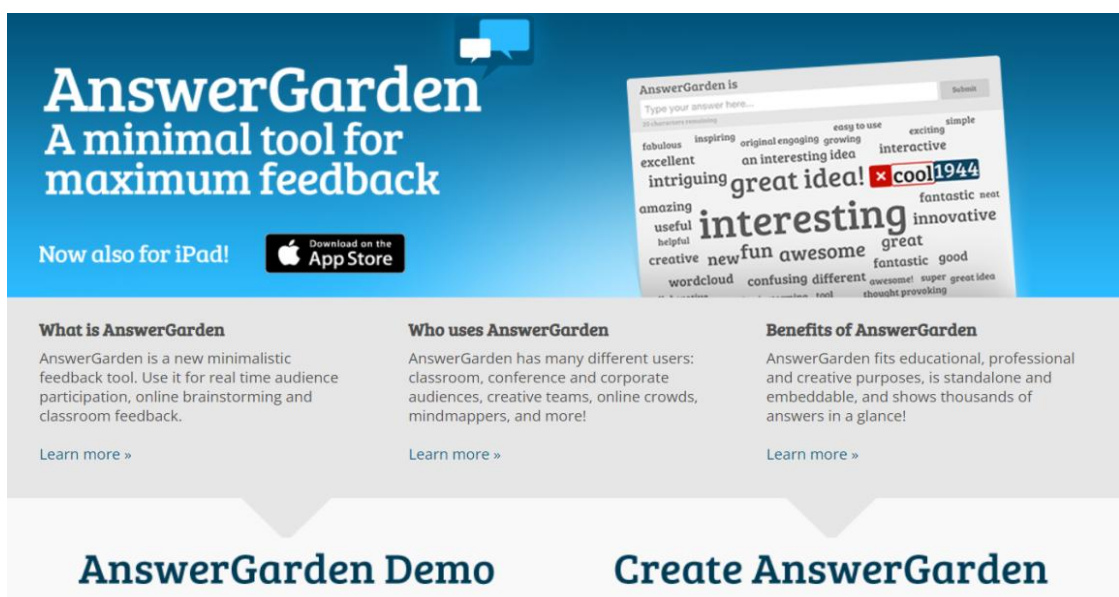 AnswerGarden
A minimal tool for
maximum feedback
Now also for iPad!
Download on the
App Store
AnswerGarden is
Type your answer here...
Submit
20 characters remaining
fabulous inspiring original engaging growing easy to use exciting simple
excellent an interesting idea interactive
intriguing great idea! × cool 1944
amazing fantastic neat
useful interesting innovative
helpful great
creative new fun awesome fantastic good
wordcloud confusing different awesome! super great idea
tool thought provoking
What is AnswerGarden
AnswerGarden is a new minimalistic
feedback tool. Use it for real time audience
participation, online brainstorming and
classroom feedback.
Learn more »
Who uses AnswerGarden
AnswerGarden has many different users:
classroom, conference and corporate
audiences, creative teams, online crowds,
mindmappers, and more!
Learn more »
Benefits of AnswerGarden
AnswerGarden fits educational, professional
and creative purposes, is standalone and
embeddable, and shows thousands of
answers in a glance!
Learn more »
AnswerGarden Demo
Create AnswerGarden